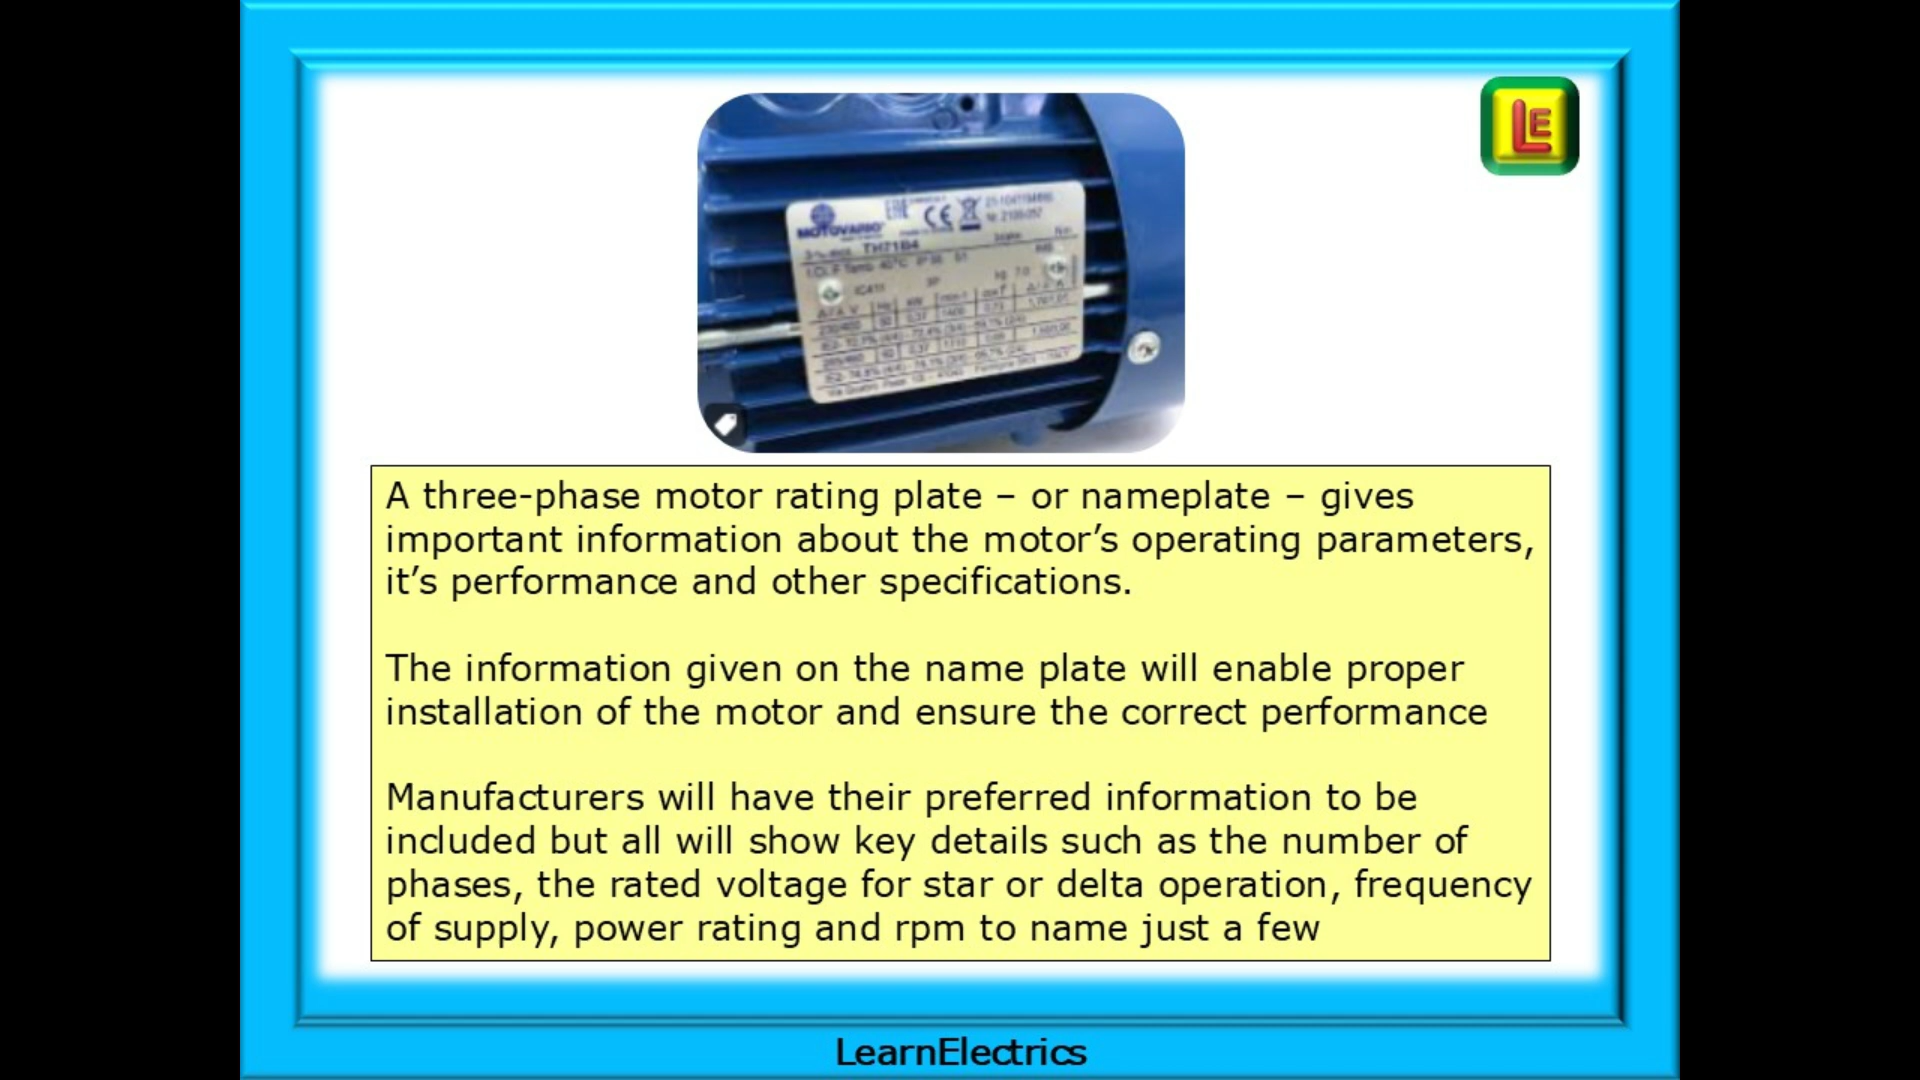 LE
MOTOVARIO
CE
TH71B4
A three-phase motor rating plate – or nameplate – gives
important information about the motor’s operating parameters,
it’s performance and other specifications.
The information given on the name plate will enable proper
installation of the motor and ensure the correct performance
Manufacturers will have their preferred information to be
included but all will show key details such as the number of
phases, the rated voltage for star or delta operation, frequency
of supply, power rating and rpm to name just a few
LearnElectrics